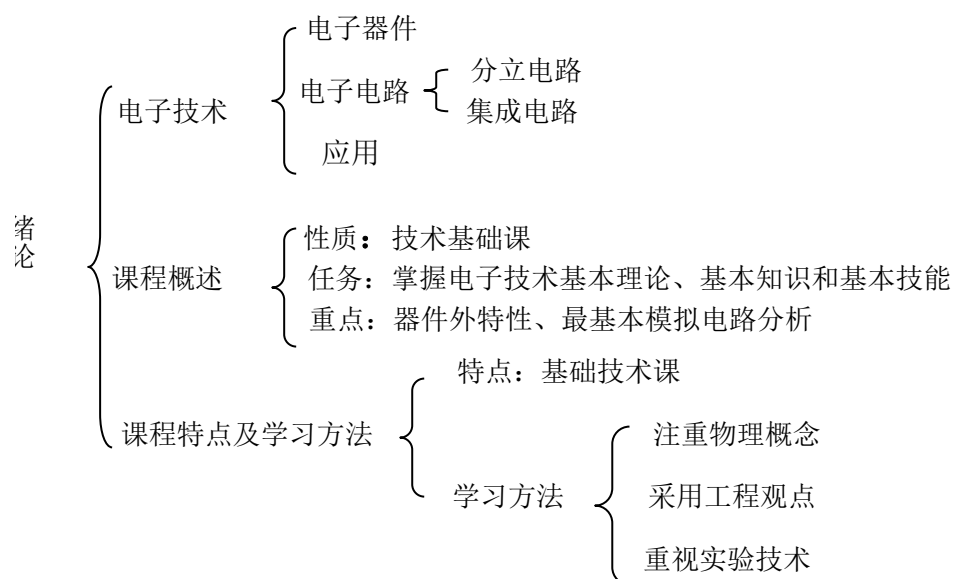 绪论
电子技术
电子器件
电子电路
分立电路
集成电路
应用
课程概述
性质：技术基础课
任务：掌握电子技术基本理论、基本知识和基本技能
重点：器件外特性、最基本模拟电路分析
课程特点及学习方法
特点：基础技术课
学习方法
注重物理概念
采用工程观点
重视实验技术